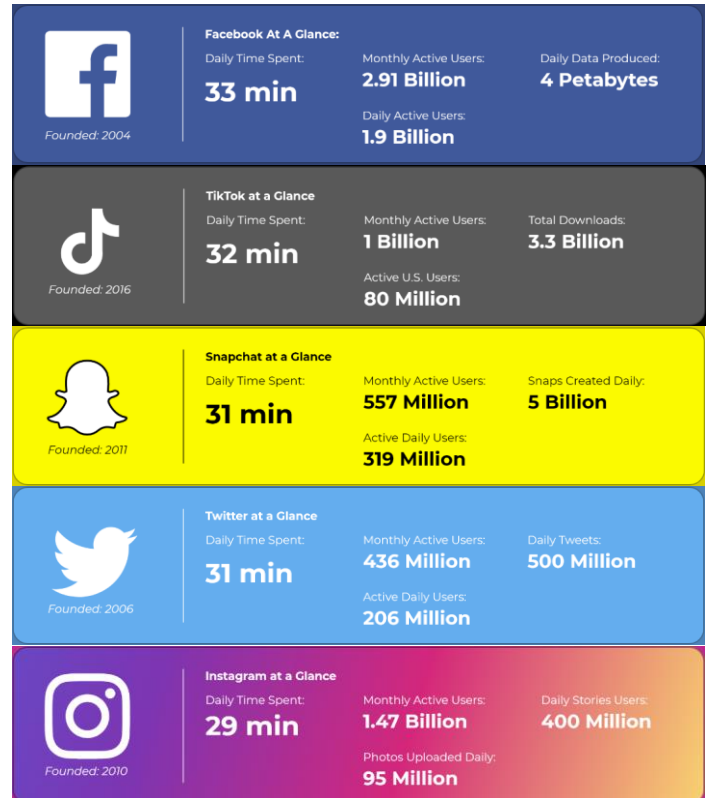 Facebook At A Glance:
Daily Time Spent:
33 min
Monthly Active Users:
2.91 Billion
Daily Active Users:
1.9 Billion
Daily Data Produced:
4 Petabytes
Founded: 2004
TikTok at a Glance
Daily Time Spent:
32 min
Monthly Active Users:
1 Billion
Active U.S. Users:
80 Million
Total Downloads:
3.3 Billion
Founded: 2016
Snapchat at a Glance
Daily Time Spent:
31 min
Monthly Active Users:
557 Million
Active Daily Users:
319 Million
Snaps Created Daily:
5 Billion
Founded: 2011
Twitter at a Glance
Daily Time Spent:
31 min
Monthly Active Users:
436 Million
Active Daily Users:
206 Million
Daily Tweets:
500 Million
Founded: 2006
Instagram at a Glance
Daily Time Spent:
29 min
Monthly Active Users:
1.47 Billion
Photos Uploaded Daily:
95 Million
Daily Stories Users:
400 Million
Founded: 2010